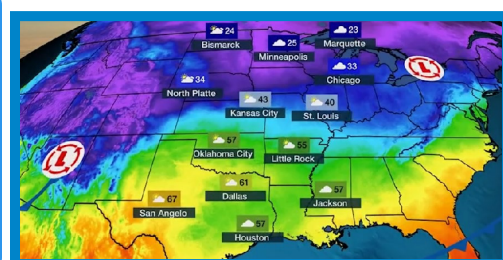 24
Bismarck
25
Minneapolis
23
Marquette
33
Chicago
34
North Platte
43
Kansas City
40
St. Louis
57
Oklahoma City
55
Little Rock
67
San Angelo
61
Dallas
57
Jackson
57
Houston
L
L